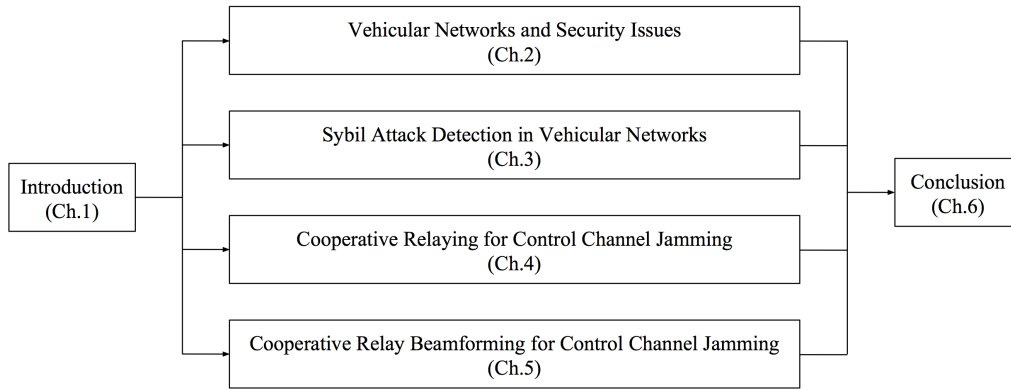 Introduction
(Ch.1)
Vehicular Networks and Security Issues
(Ch.2)
Sybil Attack Detection in Vehicular Networks
(Ch.3)
Cooperative Relaying for Control Channel Jamming
(Ch.4)
Cooperative Relay Beamforming for Control Channel Jamming
(Ch.5)
Conclusion
(Ch.6)